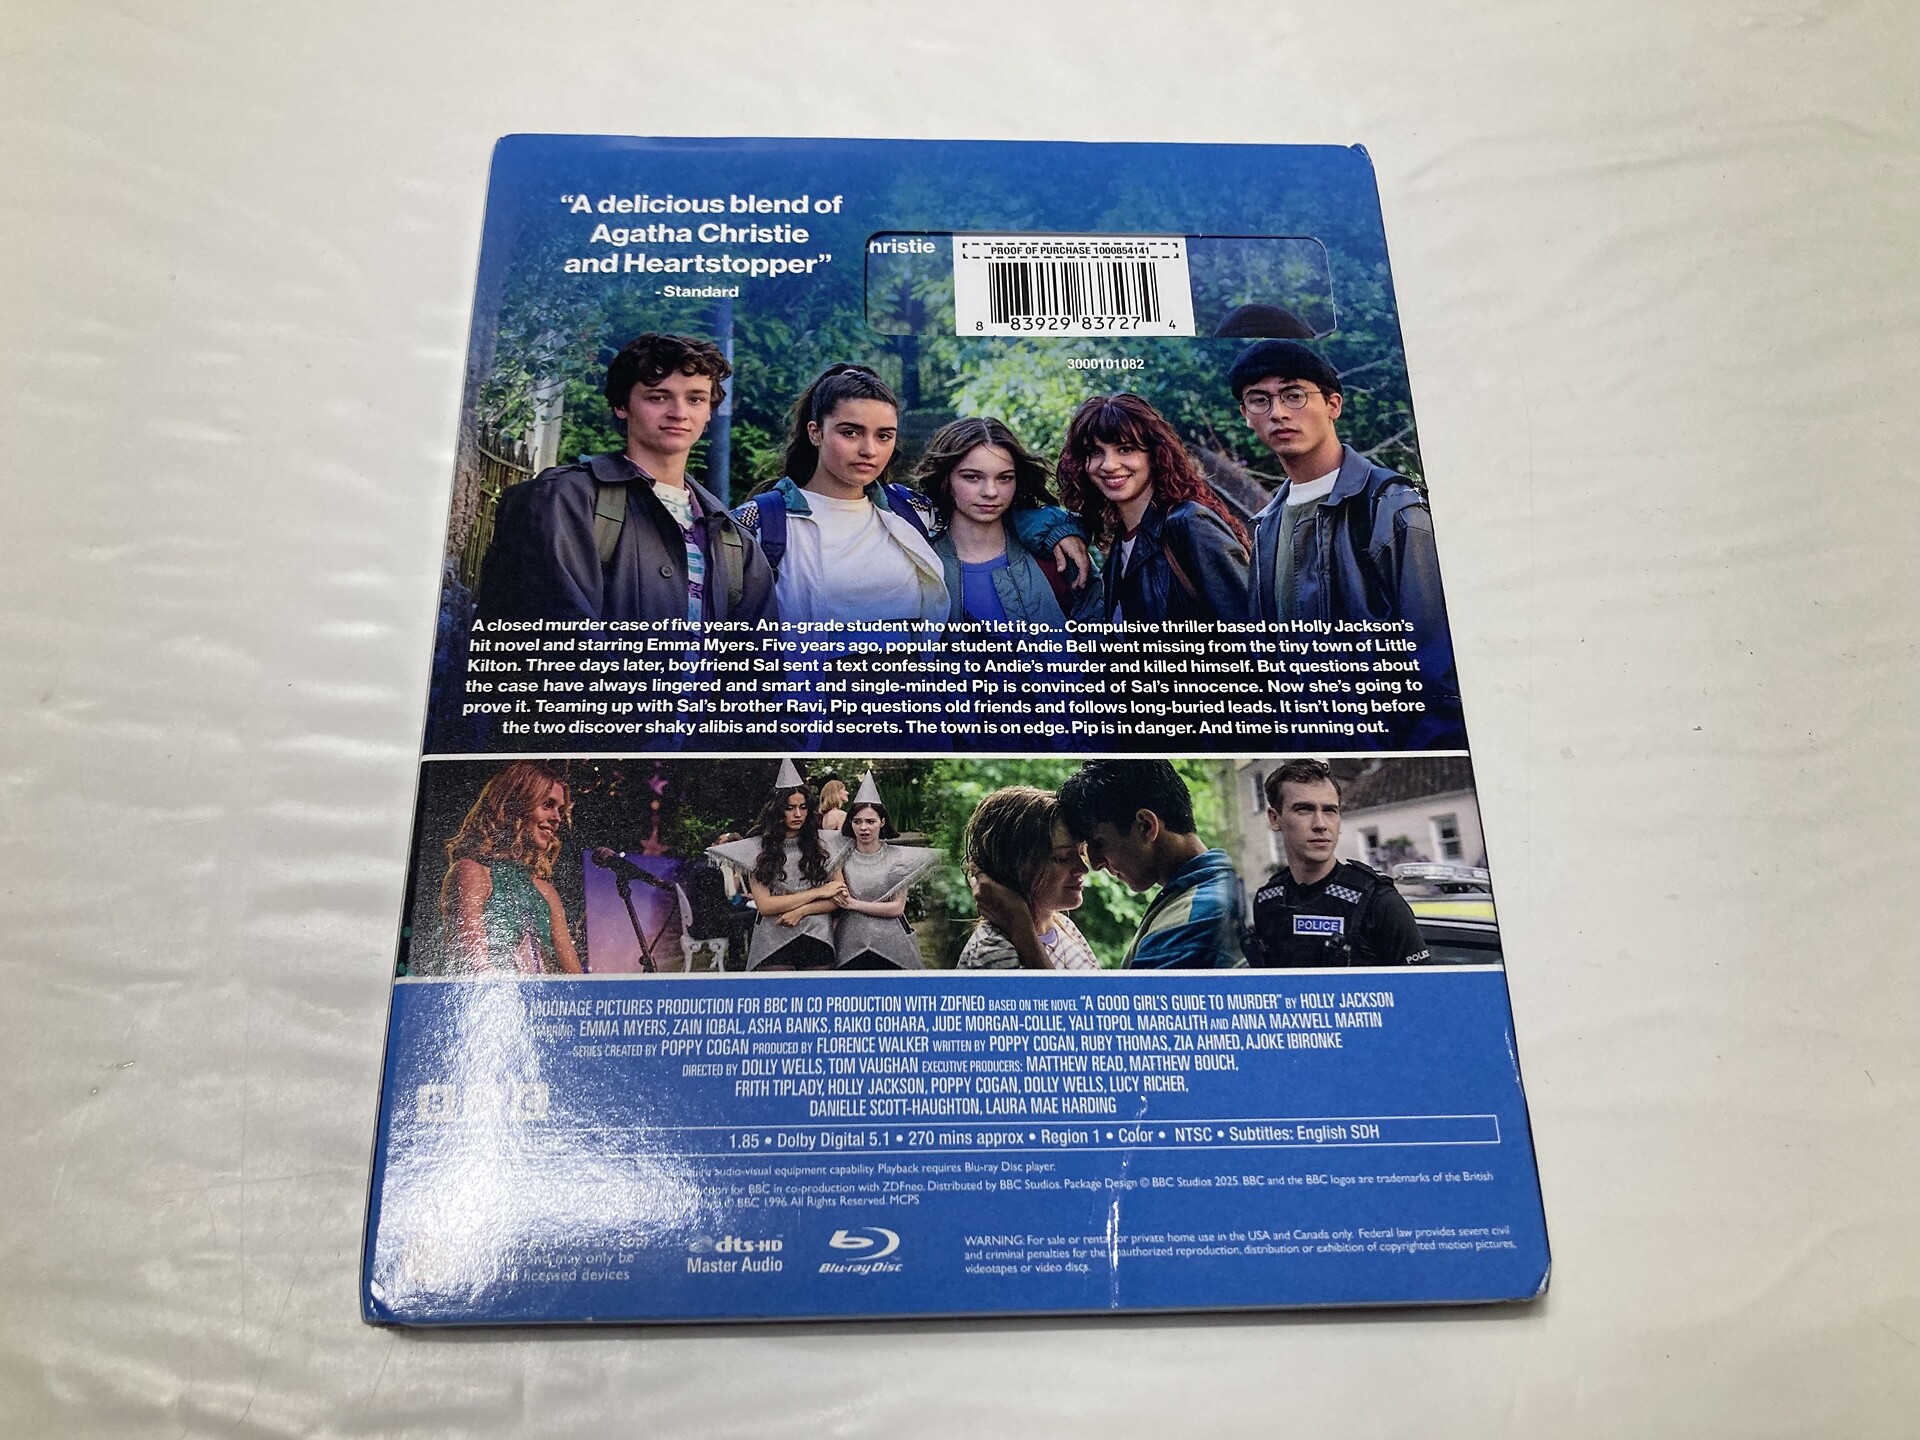 “A delicious blend of
Agatha Christie
and Heartstopper”
- Standard
hristie
PROOF OF PURCHASE 1000854141
8 83929 83727 4
3000101082
A closed murder case of five years. An a-grade student who won’t let it go... Compulsive thriller based on Holly Jackson’s
hit novel and starring Emma Myers. Five years ago, popular student Andie Bell went missing from the tiny town of Little
Kilton. Three days later, boyfriend Sal sent a text confessing to Andie’s murder and killed himself. But questions about
the case have always lingered and smart and single-minded Pip is convinced of Sal’s innocence. Now she’s going to
prove it. Teaming up with Sal’s brother Ravi, Pip questions old friends and follows long-buried leads. It isn’t long before
the two discover shaky alibis and sordid secrets. The town is on edge. Pip is in danger. And time is running out.
POLICE
MOONAGE PICTURES PRODUCTION FOR BBC IN CO PRODUCTION WITH ZDFNEO BASED ON THE NOVEL “A GOOD GIRL’S GUIDE TO MURDER” BY HOLLY JACKSON
EMMA MYERS, ZAIN IQBAL, ASHA BANKS, RAIKO GOHARA, JUDE MORGAN-COLLIE, YALI TOPOL MARGALITH AND ANNA MAXWELL MARTIN
SERIES CREATED BY POPPY COGAN PRODUCED BY FLORENCE WALKER WRITTEN BY POPPY COGAN, RUBY THOMAS, ZIA AHMED, AJOKE IBIRONKE
DIRECTED BY DOLLY WELLS, TOM VAUGHAN EXECUTIVE PRODUCERS: MATTHEW READ, MATTHEW BOUCH,
FRITH TIPLADY, HOLLY JACKSON, POPPY COGAN, DOLLY WELLS, LUCY RICHER,
DANIELLE SCOTT-HAUGHTON, LAURA MAE HARDING
BBC
1.85 • Dolby Digital 5.1 • 270 mins approx • Region 1 • Color • NTSC • Subtitles: English SDH
audio-visual equipment capability. Playback requires Blu-ray Disc player.
for BBC in co-production with ZDFneo. Distributed by BBC Studios. Package Design © BBC Studios 2025. BBC and the BBC logos are trademarks of the British
© BBC 1996. All Rights Reserved. MCPS
and may only be
licensed devices
dts-HD
Master Audio
Blu-ray Disc
WARNING: For sale or rental for private home use in the USA and Canada only. Federal law provides severe civil
and criminal penalties for the unauthorized reproduction, distribution or exhibition of copyrighted motion pictures,
videotapes or video discs.